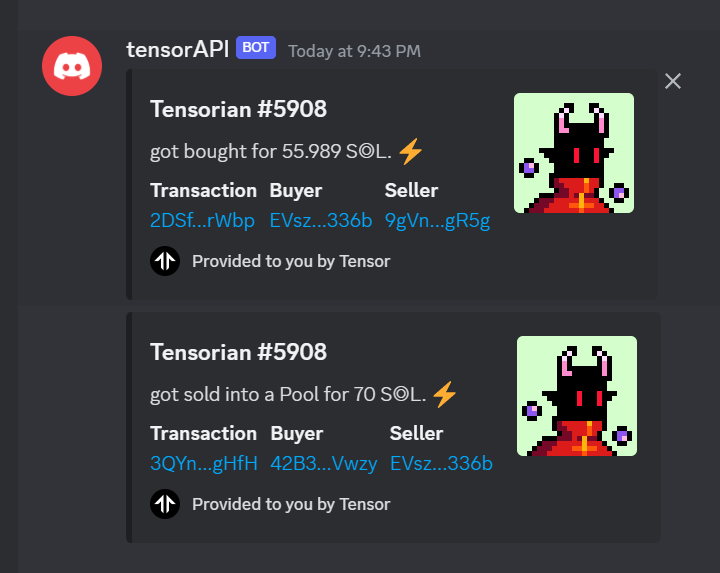 tensorAPI BOT Today at 9:43 PM
Tensorian #5908
got bought for 55.989 S◎L. ⚡
Transaction Buyer Seller
2DSf...rWbp EVsz...336b 9gVn...gR5g
Provided to you by Tensor
Tensorian #5908
got sold into a Pool for 70 S◎L. ⚡
Transaction Buyer Seller
3QYn...gHfH 42B3...Vwzy EVsz...336b
Provided to you by Tensor